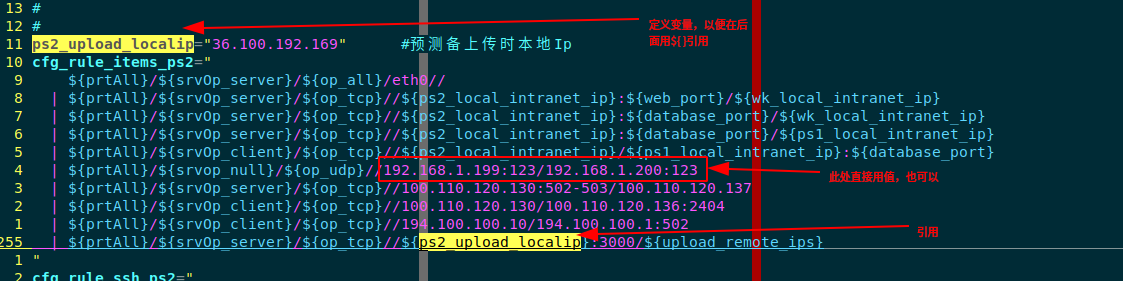 13 #
12 #
定义变量，以便在后
面用${}引用
11 ps2_upload_localip="36.100.192.169" #预测备上传时本地Ip
10 cfg_rule_items_ps2="
9 ${prtAll}/${srvOp_server}/${op_all}/eth0//
8 | ${prtAll}/${srvOp_server}/${op_tcp}//${ps2_local_intranet_ip}:${web_port}/${wk_local_intranet_ip}
7 | ${prtAll}/${srvOp_server}/${op_tcp}//${ps2_local_intranet_ip}:${database_port}/${wk_local_intranet_ip}
6 | ${prtAll}/${srvOp_server}/${op_tcp}//${ps2_local_intranet_ip}:${database_port}/${ps1_local_intranet_ip}
5 | ${prtAll}/${srvOp_client}/${op_tcp}//${ps2_local_intranet_ip}/${ps1_local_intranet_ip}:${database_port}
4 | ${prtAll}/${srvop_null}/${op_udp}//192.168.1.199:123/192.168.1.200:123
此处直接用值，也可以
3 | ${prtAll}/${srvOp_server}/${op_tcp}//100.110.120.130:502-503/100.110.120.137
2 | ${prtAll}/${srvOp_client}/${op_tcp}//100.110.120.130/100.110.120.136:2404
1 | ${prtAll}/${srvOp_client}/${op_tcp}//194.100.100.10/194.100.100.1:502
255 | ${prtAll}/${srvOp_server}/${op_tcp}//${ps2_upload_localip}:3000/${upload_remote_ips}
引用
1 "
2 cfg_rule_ssh_ps2="